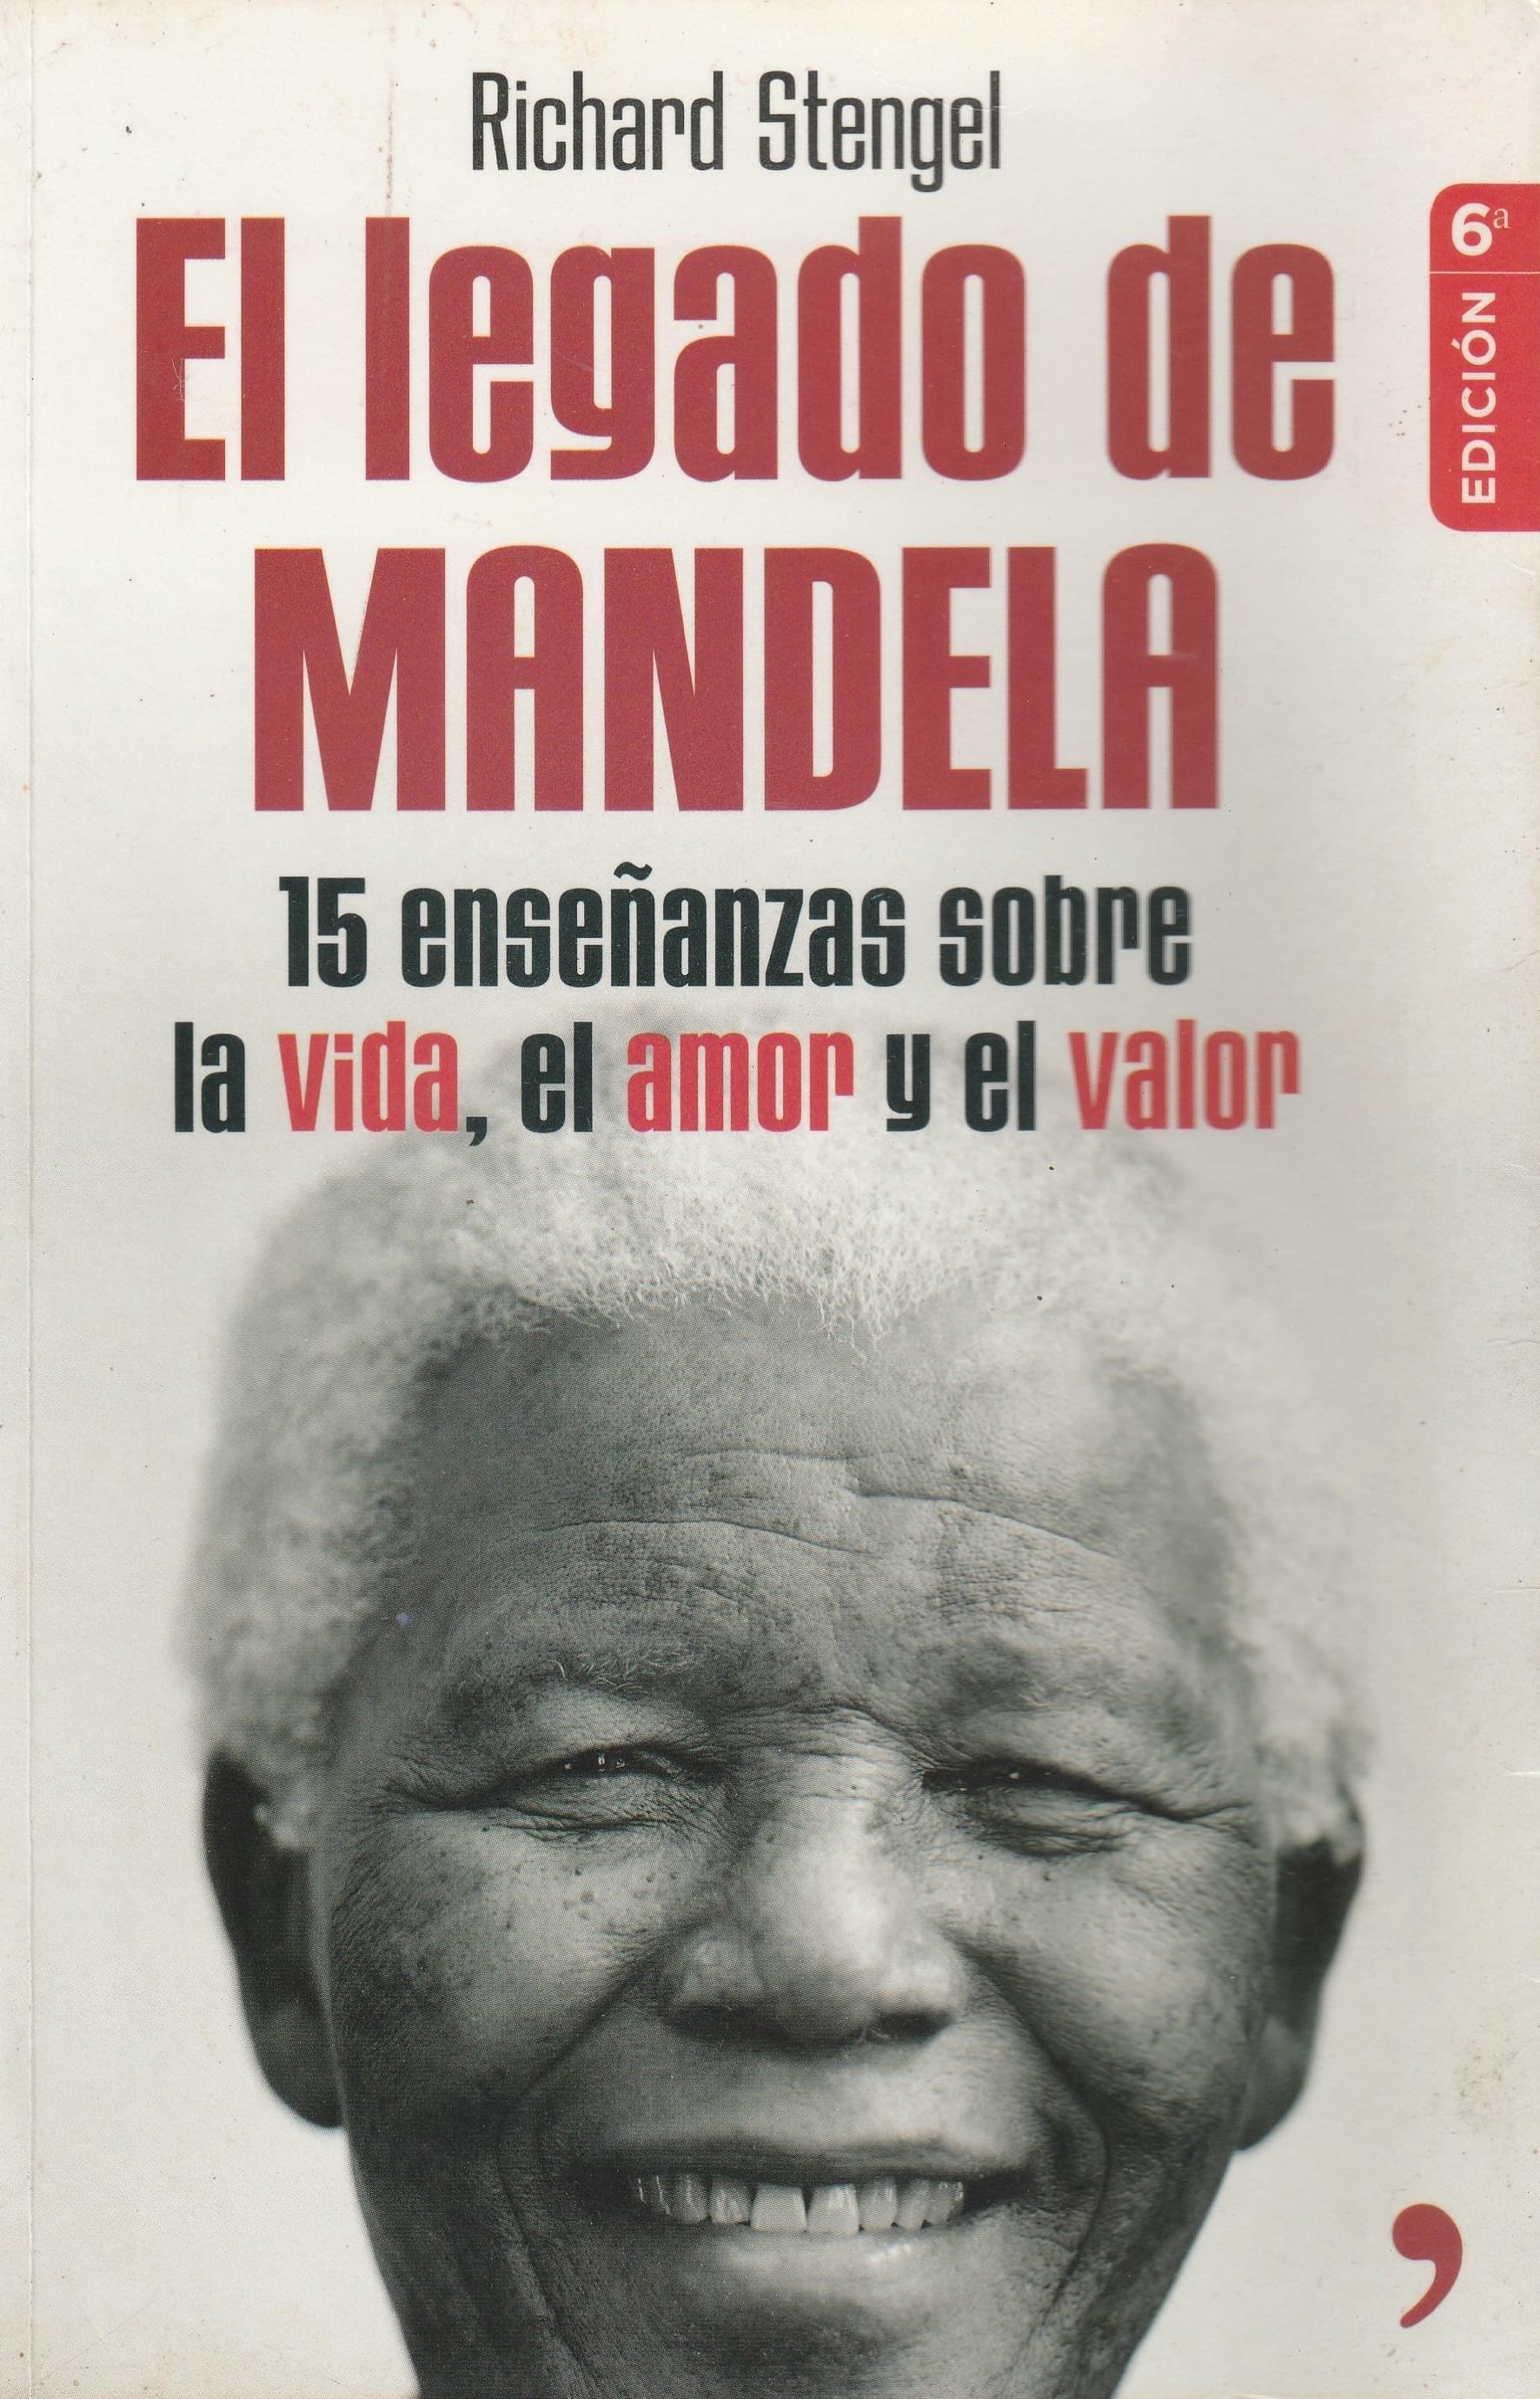 Richard Stengel
El legado de
MANDELA
6ª
EDICIÓN
15 enseñanzas sobre
la vida, el amor y el valor